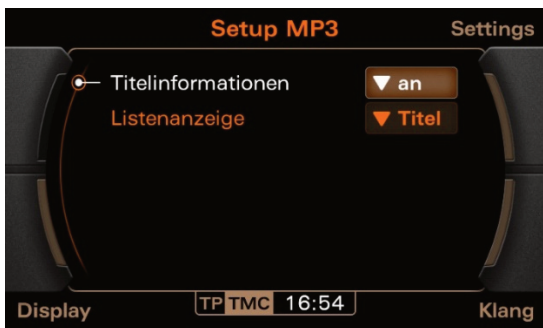 Setup MP3 Settings
Titelinformationen an
Listenanzeige Titel
Display TP TMC 16:54 Klang